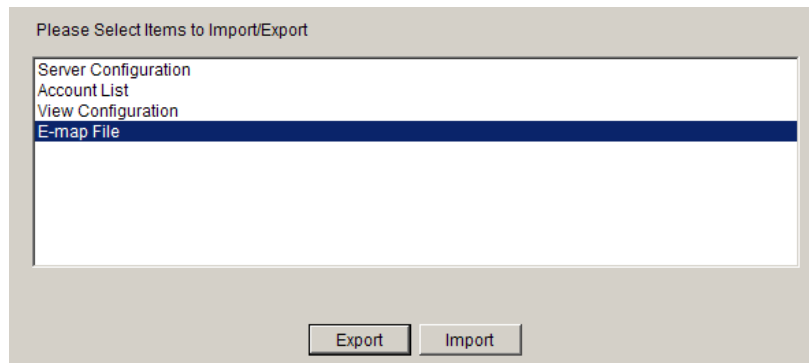 Please Select Items to Import/Export
Server Configuration
Account List
View Configuration
E-map File
Export Import